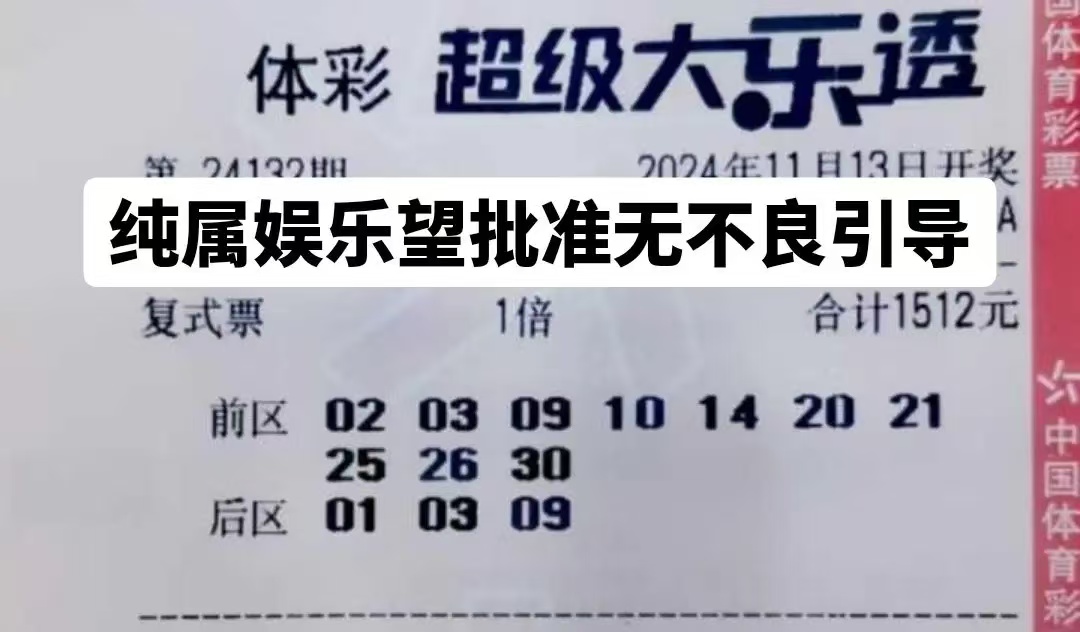 体彩 超级大乐透
第 24132期 2024年11月13日开奖
纯属娱乐望批准无不良引导
复式票 1倍 合计1512元
前区 02 03 09 10 14 20 21
25 26 30
后区 01 03 09
国体育彩票
中国体育彩